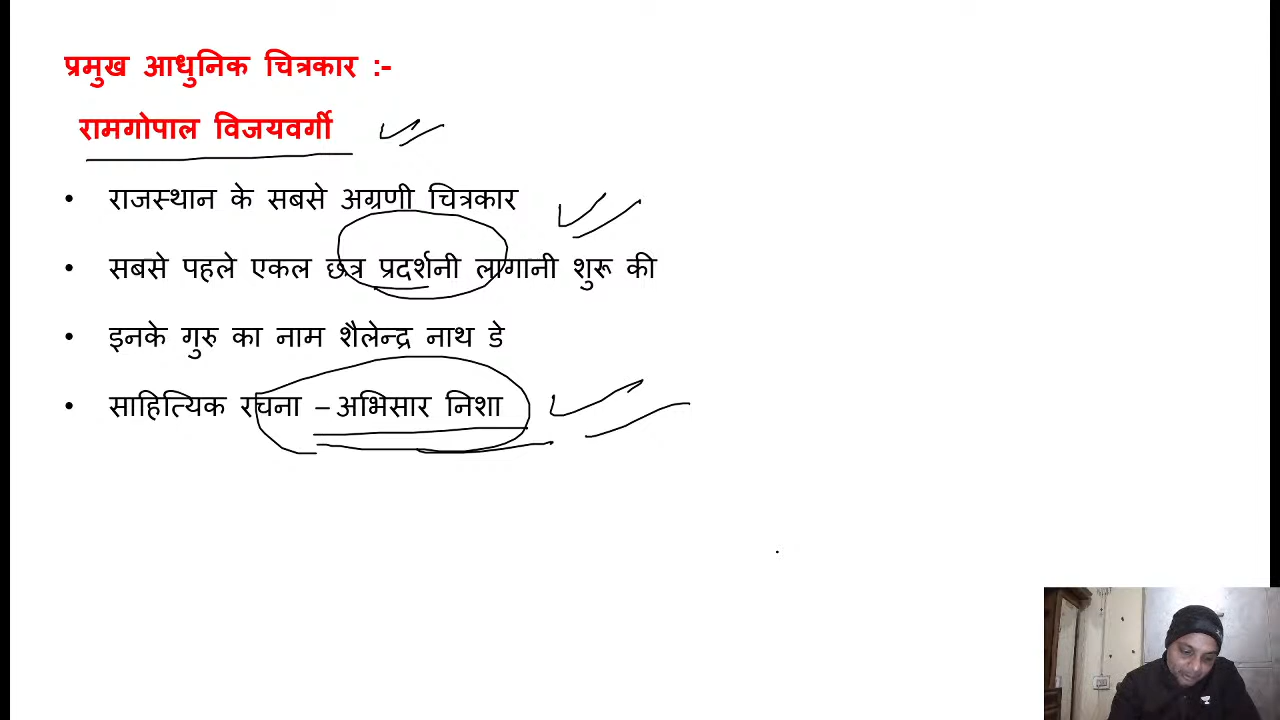 प्रमुख आधुनिक चित्रकार :-
रामगोपाल विजयवर्गी
• राजस्थान के सबसे अग्रणी चित्रकार
• सबसे पहले एकल छत्र प्रदर्शनी लागानी शुरू की
• इनके गुरु का नाम शैलेन्द्र नाथ डे
• साहित्यिक रचना – अभिसार निशा